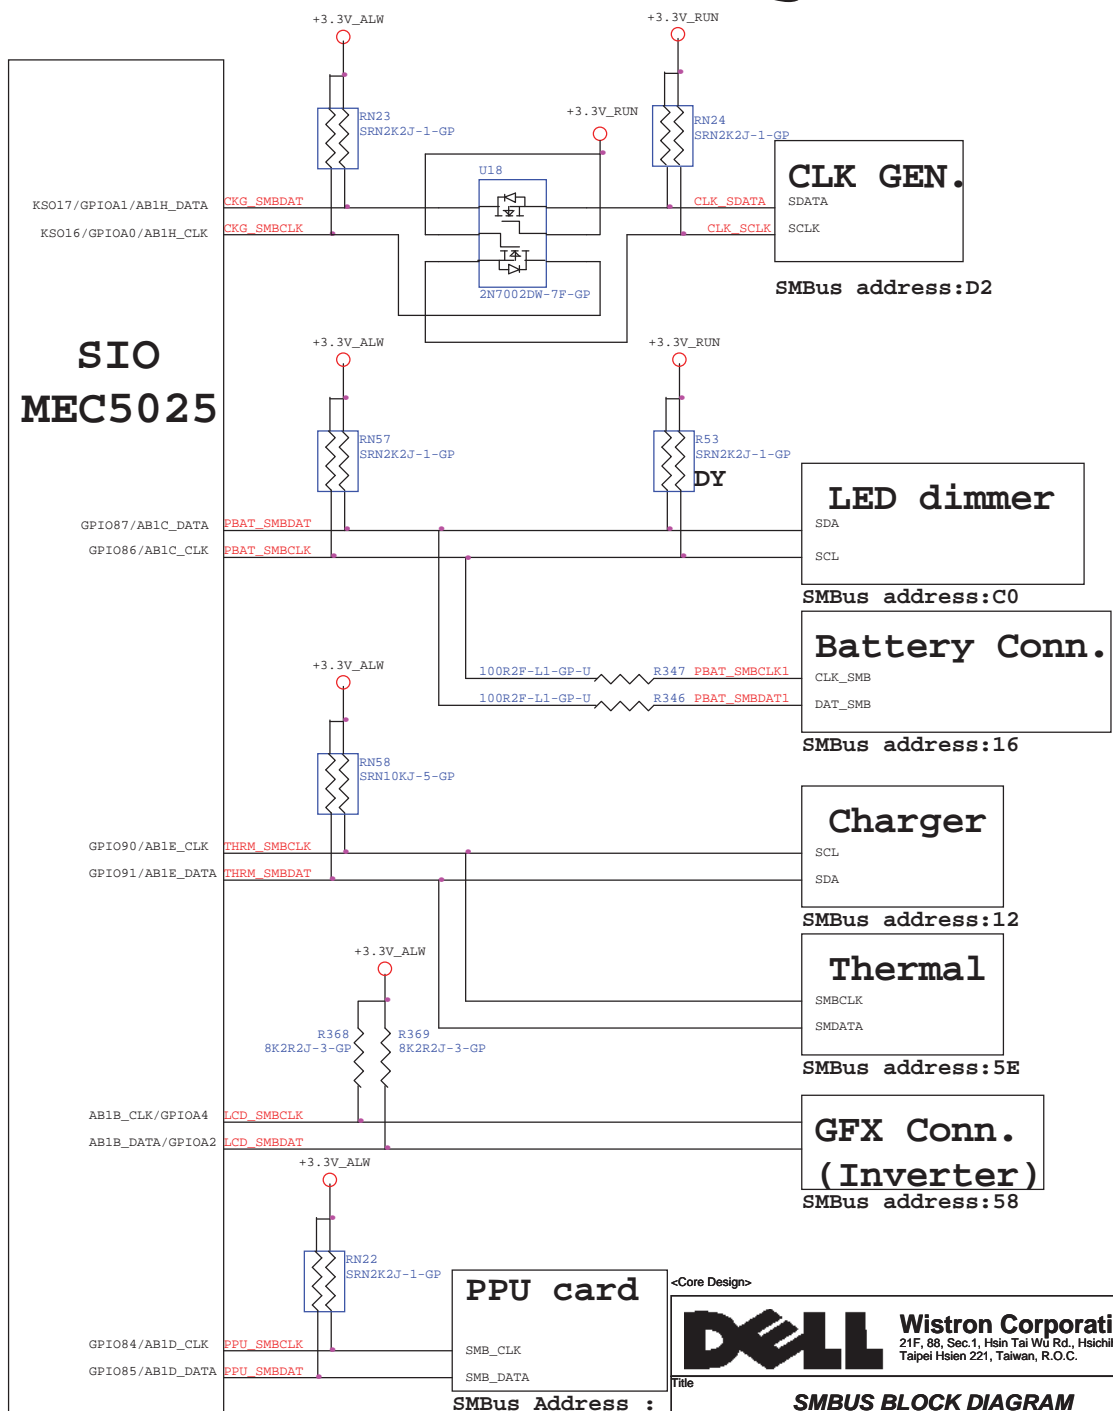 +3.3V_ALW
+3.3V_RUN
RN23
SRN2K2J-1-GP
+3.3V_RUN
RN24
SRN2K2J-1-GP
U18
CLK GEN.
KSO17/GPIOA1/AB1H_DATA
CKG_SMBDAT
CLK_SDATA
SDATA
KSO16/GPIOA0/AB1H_CLK
CKG_SMBCLK
CLK_SCLK
SCLK
2N7002DW-7F-GP
SMBus address:D2
SIO
MEC5025
+3.3V_ALW
+3.3V_RUN
RN57
SRN2K2J-1-GP
R53
SRN2K2J-1-GP
DY
LED dimmer
GPIO87/AB1C_DATA
PBAT_SMBDAT
SDA
GPIO86/AB1C_CLK
PBAT_SMBCLK
SCL
SMBus address:C0
Battery Conn.
+3.3V_ALW
100R2F-L1-GP-U
R347
PBAT_SMBCLK1
CLK_SMB
100R2F-L1-GP-U
R346
PBAT_SMBDAT1
DAT_SMB
SMBus address:16
RN58
SRN10KJ-5-GP
Charger
GPIO90/AB1E_CLK
THRM_SMBCLK
SCL
GPIO91/AB1E_DATA
THRM_SMBDAT
SDA
SMBus address:12
+3.3V_ALW
Thermal
SMBCLK
SMDATA
R368
8K2R2J-3-GP
R369
8K2R2J-3-GP
SMBus address:5E
AB1B_CLK/GPIOA4
LCD_SMBCLK
AB1B_DATA/GPIOA2
LCD_SMBDAT
GFX Conn.
(Inverter)
SMBus address:58
+3.3V_ALW
RN22
SRN2K2J-1-GP
PPU card
GPIO84/AB1D_CLK
PPU_SMBCLK
SMB_CLK
GPIO85/AB1D_DATA
PPU_SMBDAT
SMB_DATA
SMBus Address :
<Core Design>
DELL
Wistron Corporati
21F, 88, Sec.1, Hsin Tai Wu Rd., Hsichih
Taipei Hsien 221, Taiwan, R.O.C.
Title
SMBUS BLOCK DIAGRAM